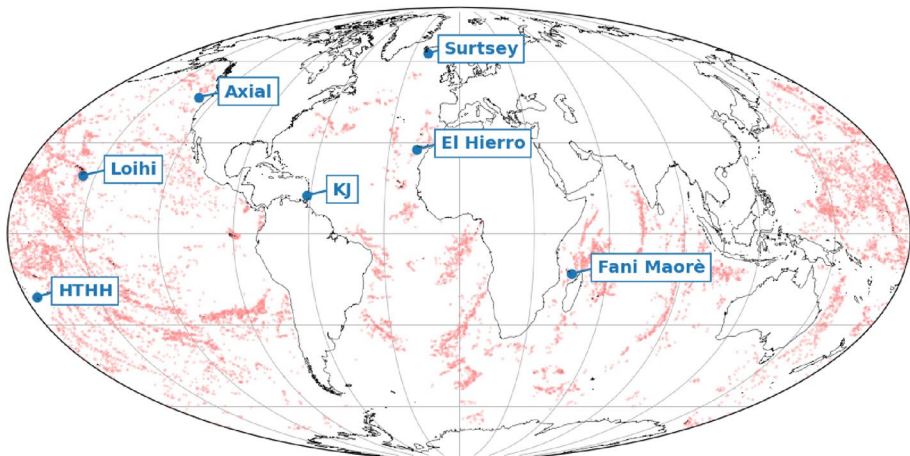 Surtsey
Axial
El Hierro
Loihi
KJ
Fani Maorè
HTHH